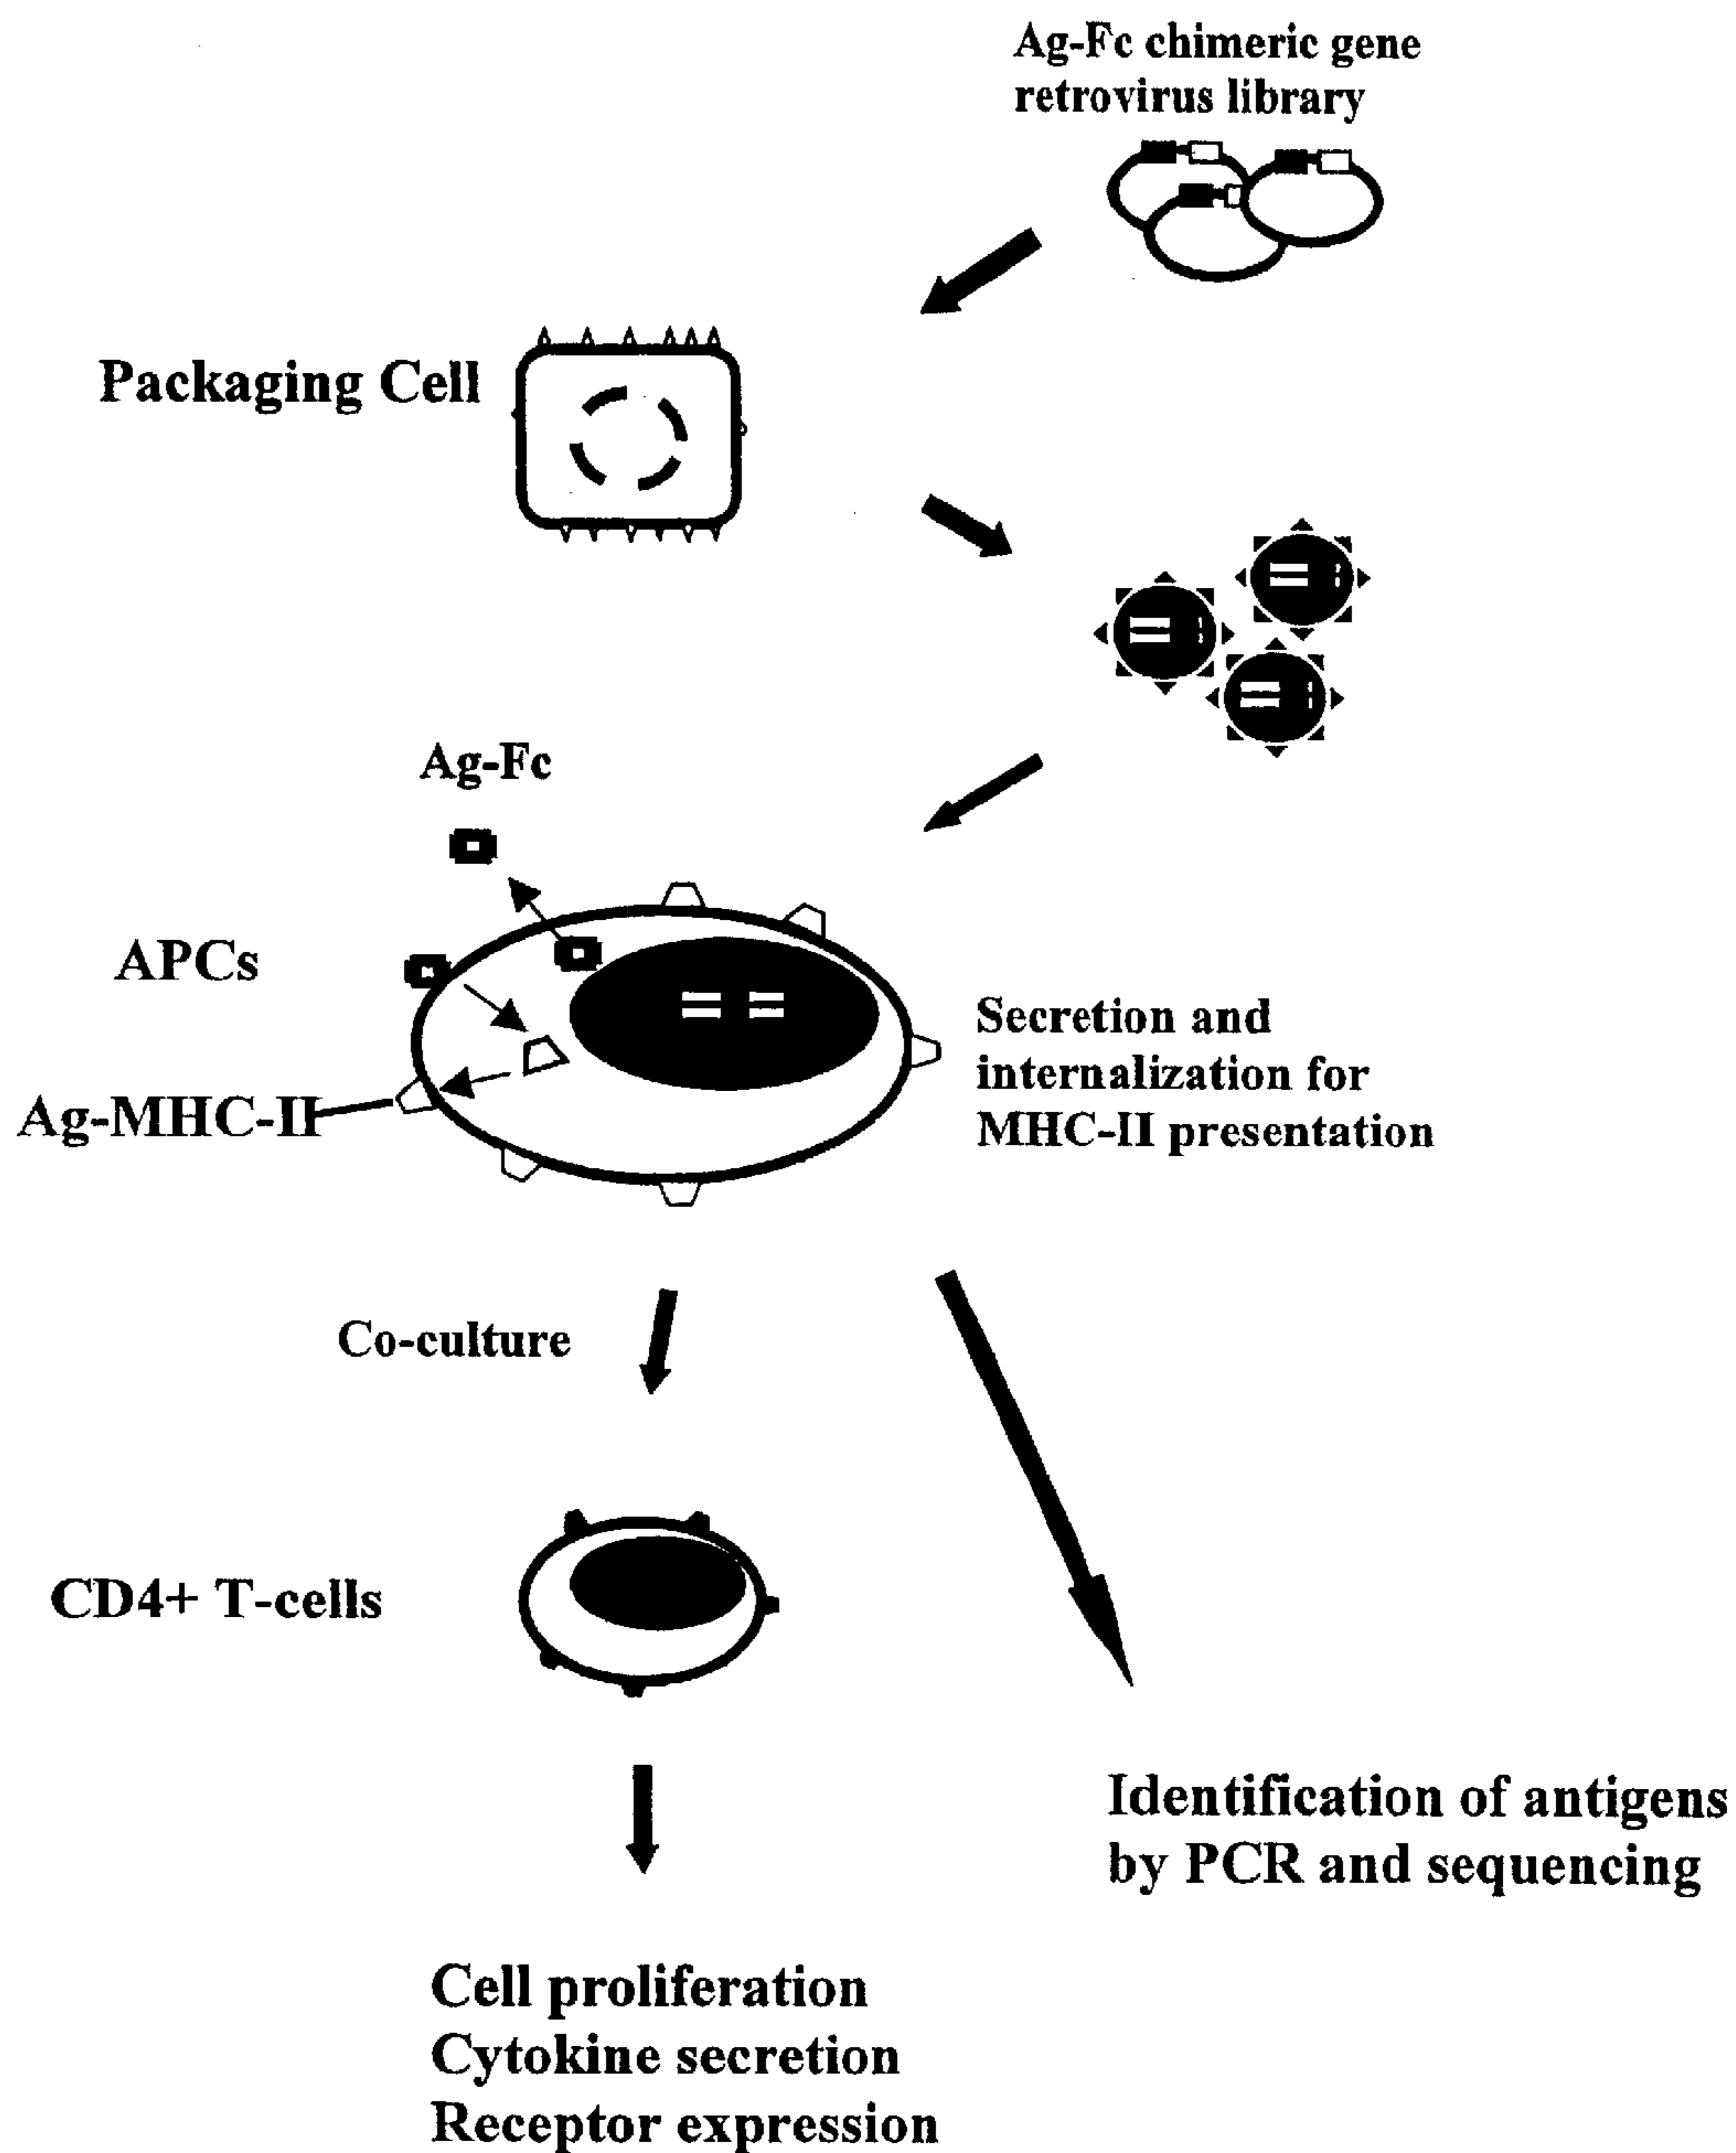 Ag-Fc chimeric gene
retrovirus library
Packaging Cell
Ag-Fc
APCs
Secretion and
internalization for
MHC-II presentation
Ag-MHC-II
Co-culture
CD4+ T-cells
Identification of antigens
by PCR and sequencing
Cell proliferation
Cytokine secretion
Receptor expression